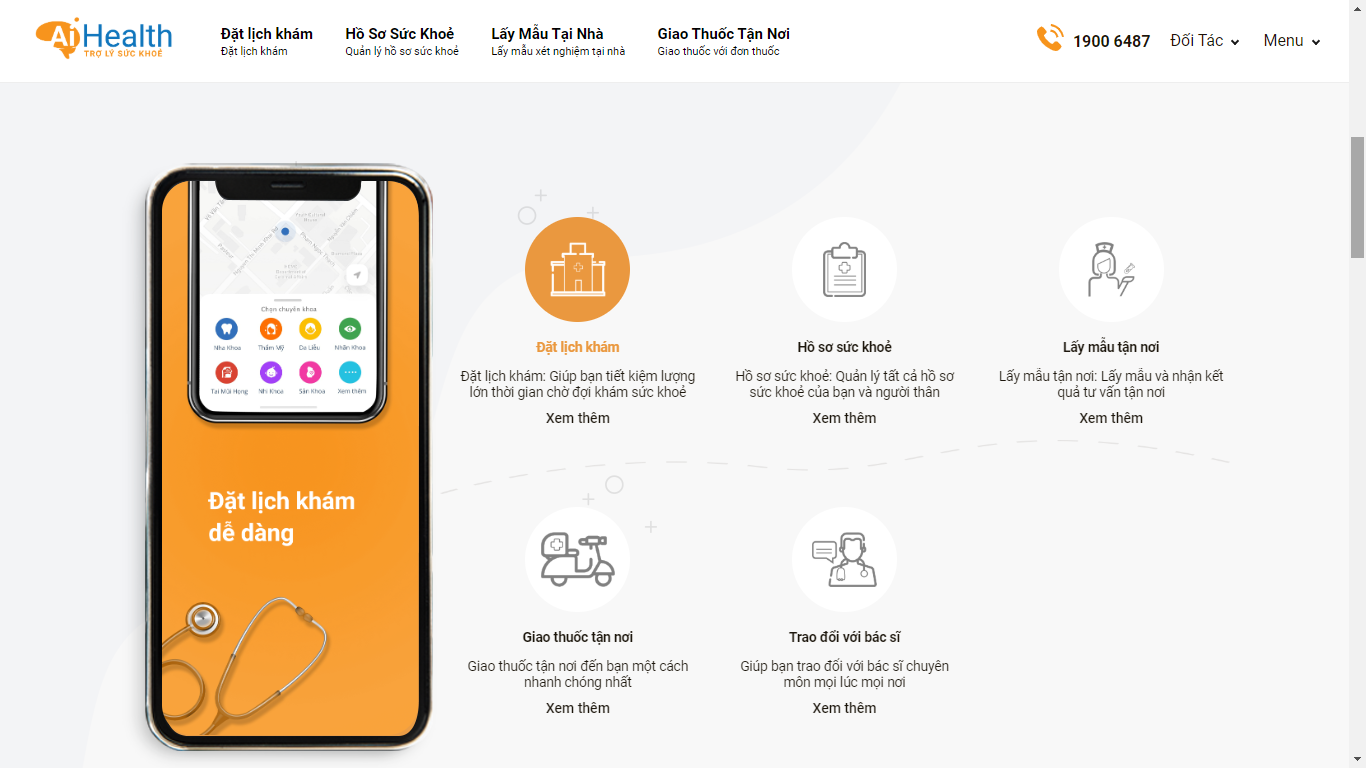 AiHealth
TRỢ LÝ SỨC KHOẺ
Đặt lịch khám
Đặt lịch khám
Hồ Sơ Sức Khoẻ
Quản lý hồ sơ sức khoẻ
Lấy Mẫu Tại Nhà
Lấy mẫu xét nghiệm tại nhà
Giao Thuốc Tận Nơi
Giao thuốc với đơn thuốc
1900 6487
Đối Tác
Menu
Chọn chuyên khoa
Nha Khoa
Thẩm Mỹ
Da Liễu
Nhãn Khoa
Tai Mũi Họng
Nhi Khoa
Sản Khoa
Xem thêm
Đặt lịch khám
dễ dàng
Đặt lịch khám
Đặt lịch khám: Giúp bạn tiết kiệm lượng
lớn thời gian chờ đợi khám sức khoẻ
Xem thêm
Hồ sơ sức khoẻ
Hồ sơ sức khoẻ: Quản lý tất cả hồ sơ
sức khoẻ của bạn và người thân
Xem thêm
Lấy mẫu tận nơi
Lấy mẫu tận nơi: Lấy mẫu và nhận kết
quả tư vấn tận nơi
Xem thêm
Giao thuốc tận nơi
Giao thuốc tận nơi đến bạn một cách
nhanh chóng nhất
Xem thêm
Trao đổi với bác sĩ
Giúp bạn trao đổi với bác sĩ chuyên
môn mọi lúc mọi nơi
Xem thêm